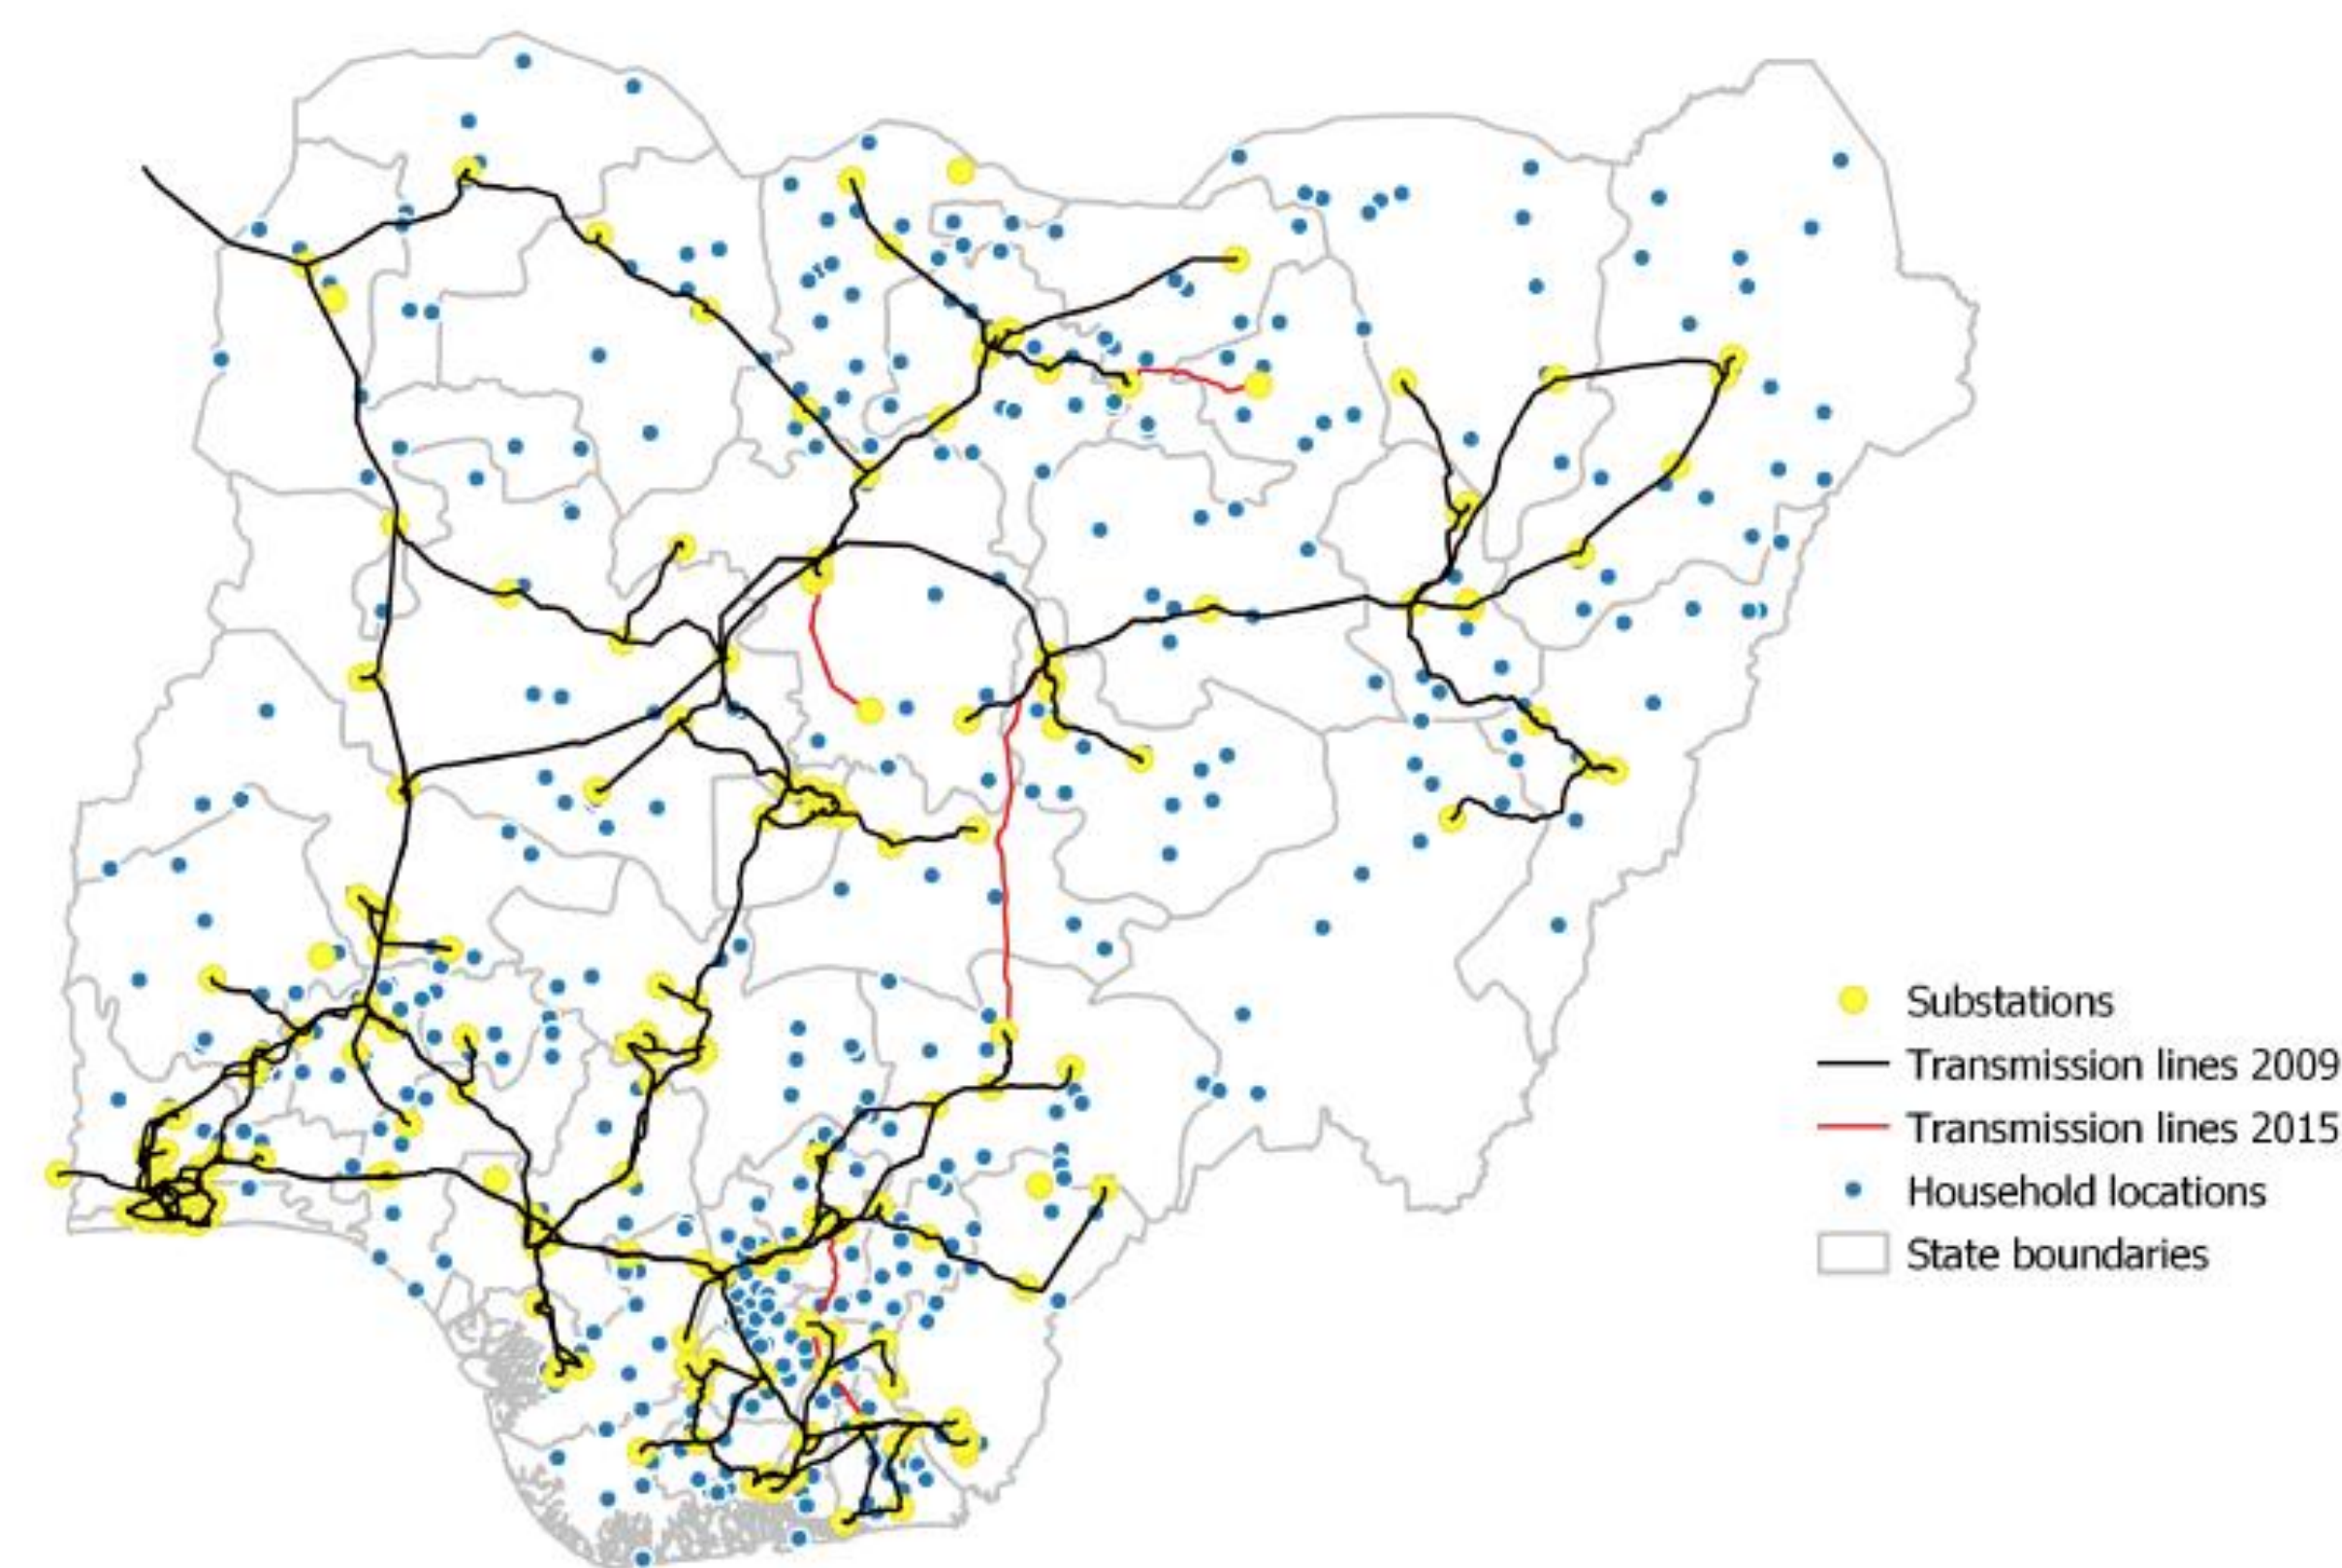 Substations
Transmission lines 2009
Transmission lines 2015
Household locations
State boundaries